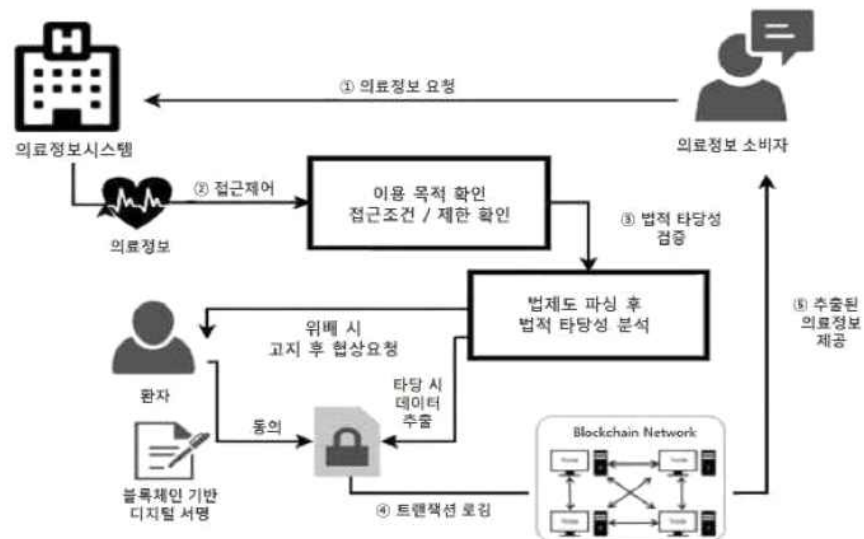 H
① 의료정보 요청
의료정보시스템
의료정보 소비자
② 접근제어
이용 목적 확인
접근조건 / 제한 확인
③ 법적 타당성
검증
의료정보
법제도 파싱 후
법적 타당성 분석
⑤ 추출된
의료정보
제공
위배 시
고지 후 협상요청
환자
타당 시
데이터
추출
동의
Blockchain Network
블록체인 기반
디지털 서명
④ 트랜잭션 로깅